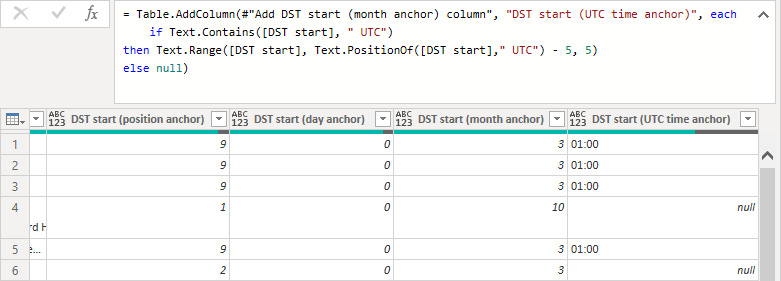 fx
= Table.AddColumn(#"Add DST start (month anchor) column", "DST start (UTC time anchor)", each
if Text.Contains([DST start], " UTC")
then Text.Range([DST start], Text.PositionOf([DST start]," UTC") - 5, 5)
else null)
ABC 123 DST start (position anchor) ABC 123 DST start (day anchor) ABC 123 DST start (month anchor) ABC 123 DST start (UTC time anchor)
1 9 0 3 01:00
2 9 0 3 01:00
3 9 0 3 01:00
4 1 0 10 null
rd H
5 e... 9 0 3 01:00
6 2 0 3 null